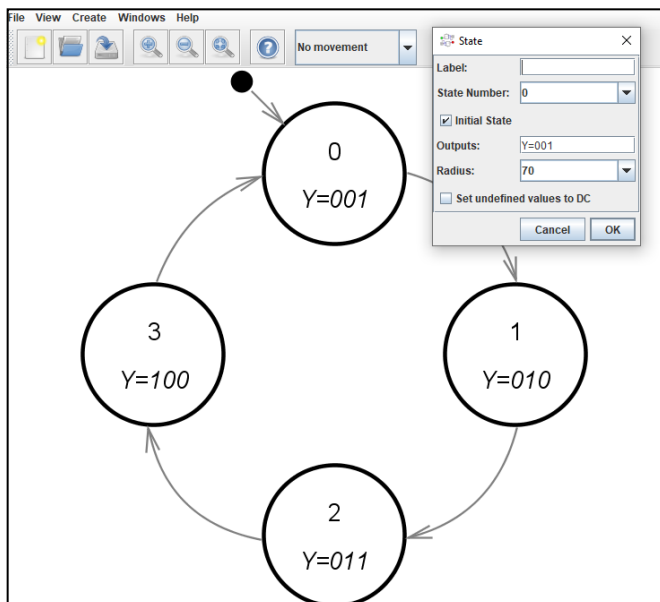 File View Create Windows Help
No movement
State
Label:
State Number: 0
Initial State
Outputs: Y=001
Radius: 70
Set undefined values to DC
Cancel OK
0
Y=001
3
Y=100
1
Y=010
2
Y=011